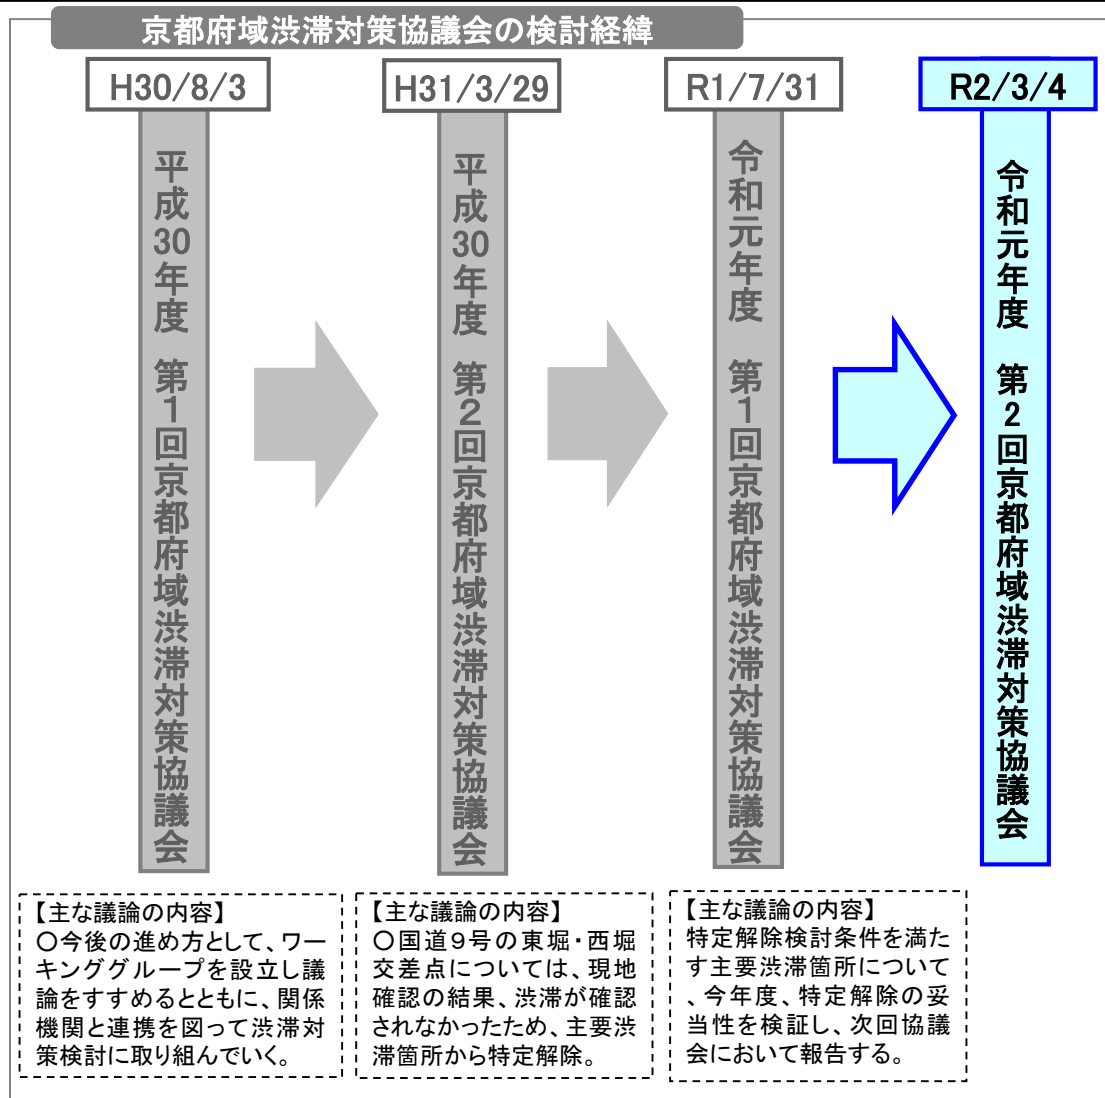 京都府域渋滞対策協議会の検討経緯
H30/8/3
平成30年度　第1回京都府域渋滞対策協議会
【主な議論の内容】
〇今後の進め方として、ワー
キンググループを設立し議
論をすすめるとともに、関係
機関と連携を図って渋滞対
策検討に取り組んでいく。
H31/3/29
平成30年度　第2回京都府域渋滞対策協議会
【主な議論の内容】
〇国道９号の東堀・西堀
交差点については、現地
確認の結果、渋滞が確認
されなかったため、主要渋
滞箇所から特定解除。
R1/7/31
令和元年度　第1回京都府域渋滞対策協議会
【主な議論の内容】
特定解除検討条件を満た
す主要渋滞箇所について
、今年度、特定解除の妥
当性を検証し、次回協議
会において報告する。
R2/3/4
令和元年度　第2回京都府域渋滞対策協議会